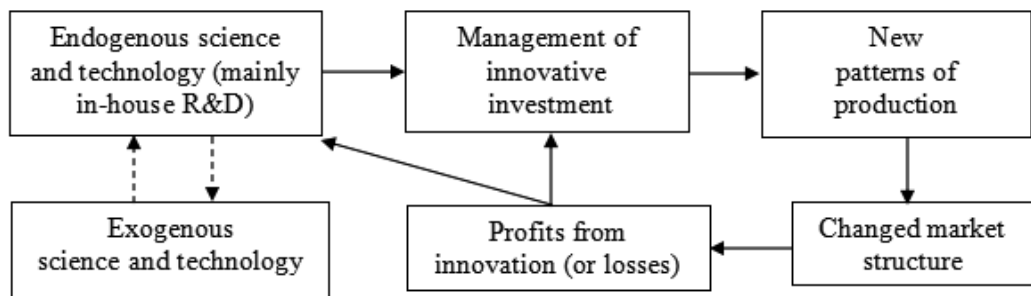 Endogenous science
and technology (mainly
in-house R&D)
Management of
innovative
investment
New
patterns of
production
Exogenous
science and technology
Profits from
innovation (or losses)
Changed market
structure